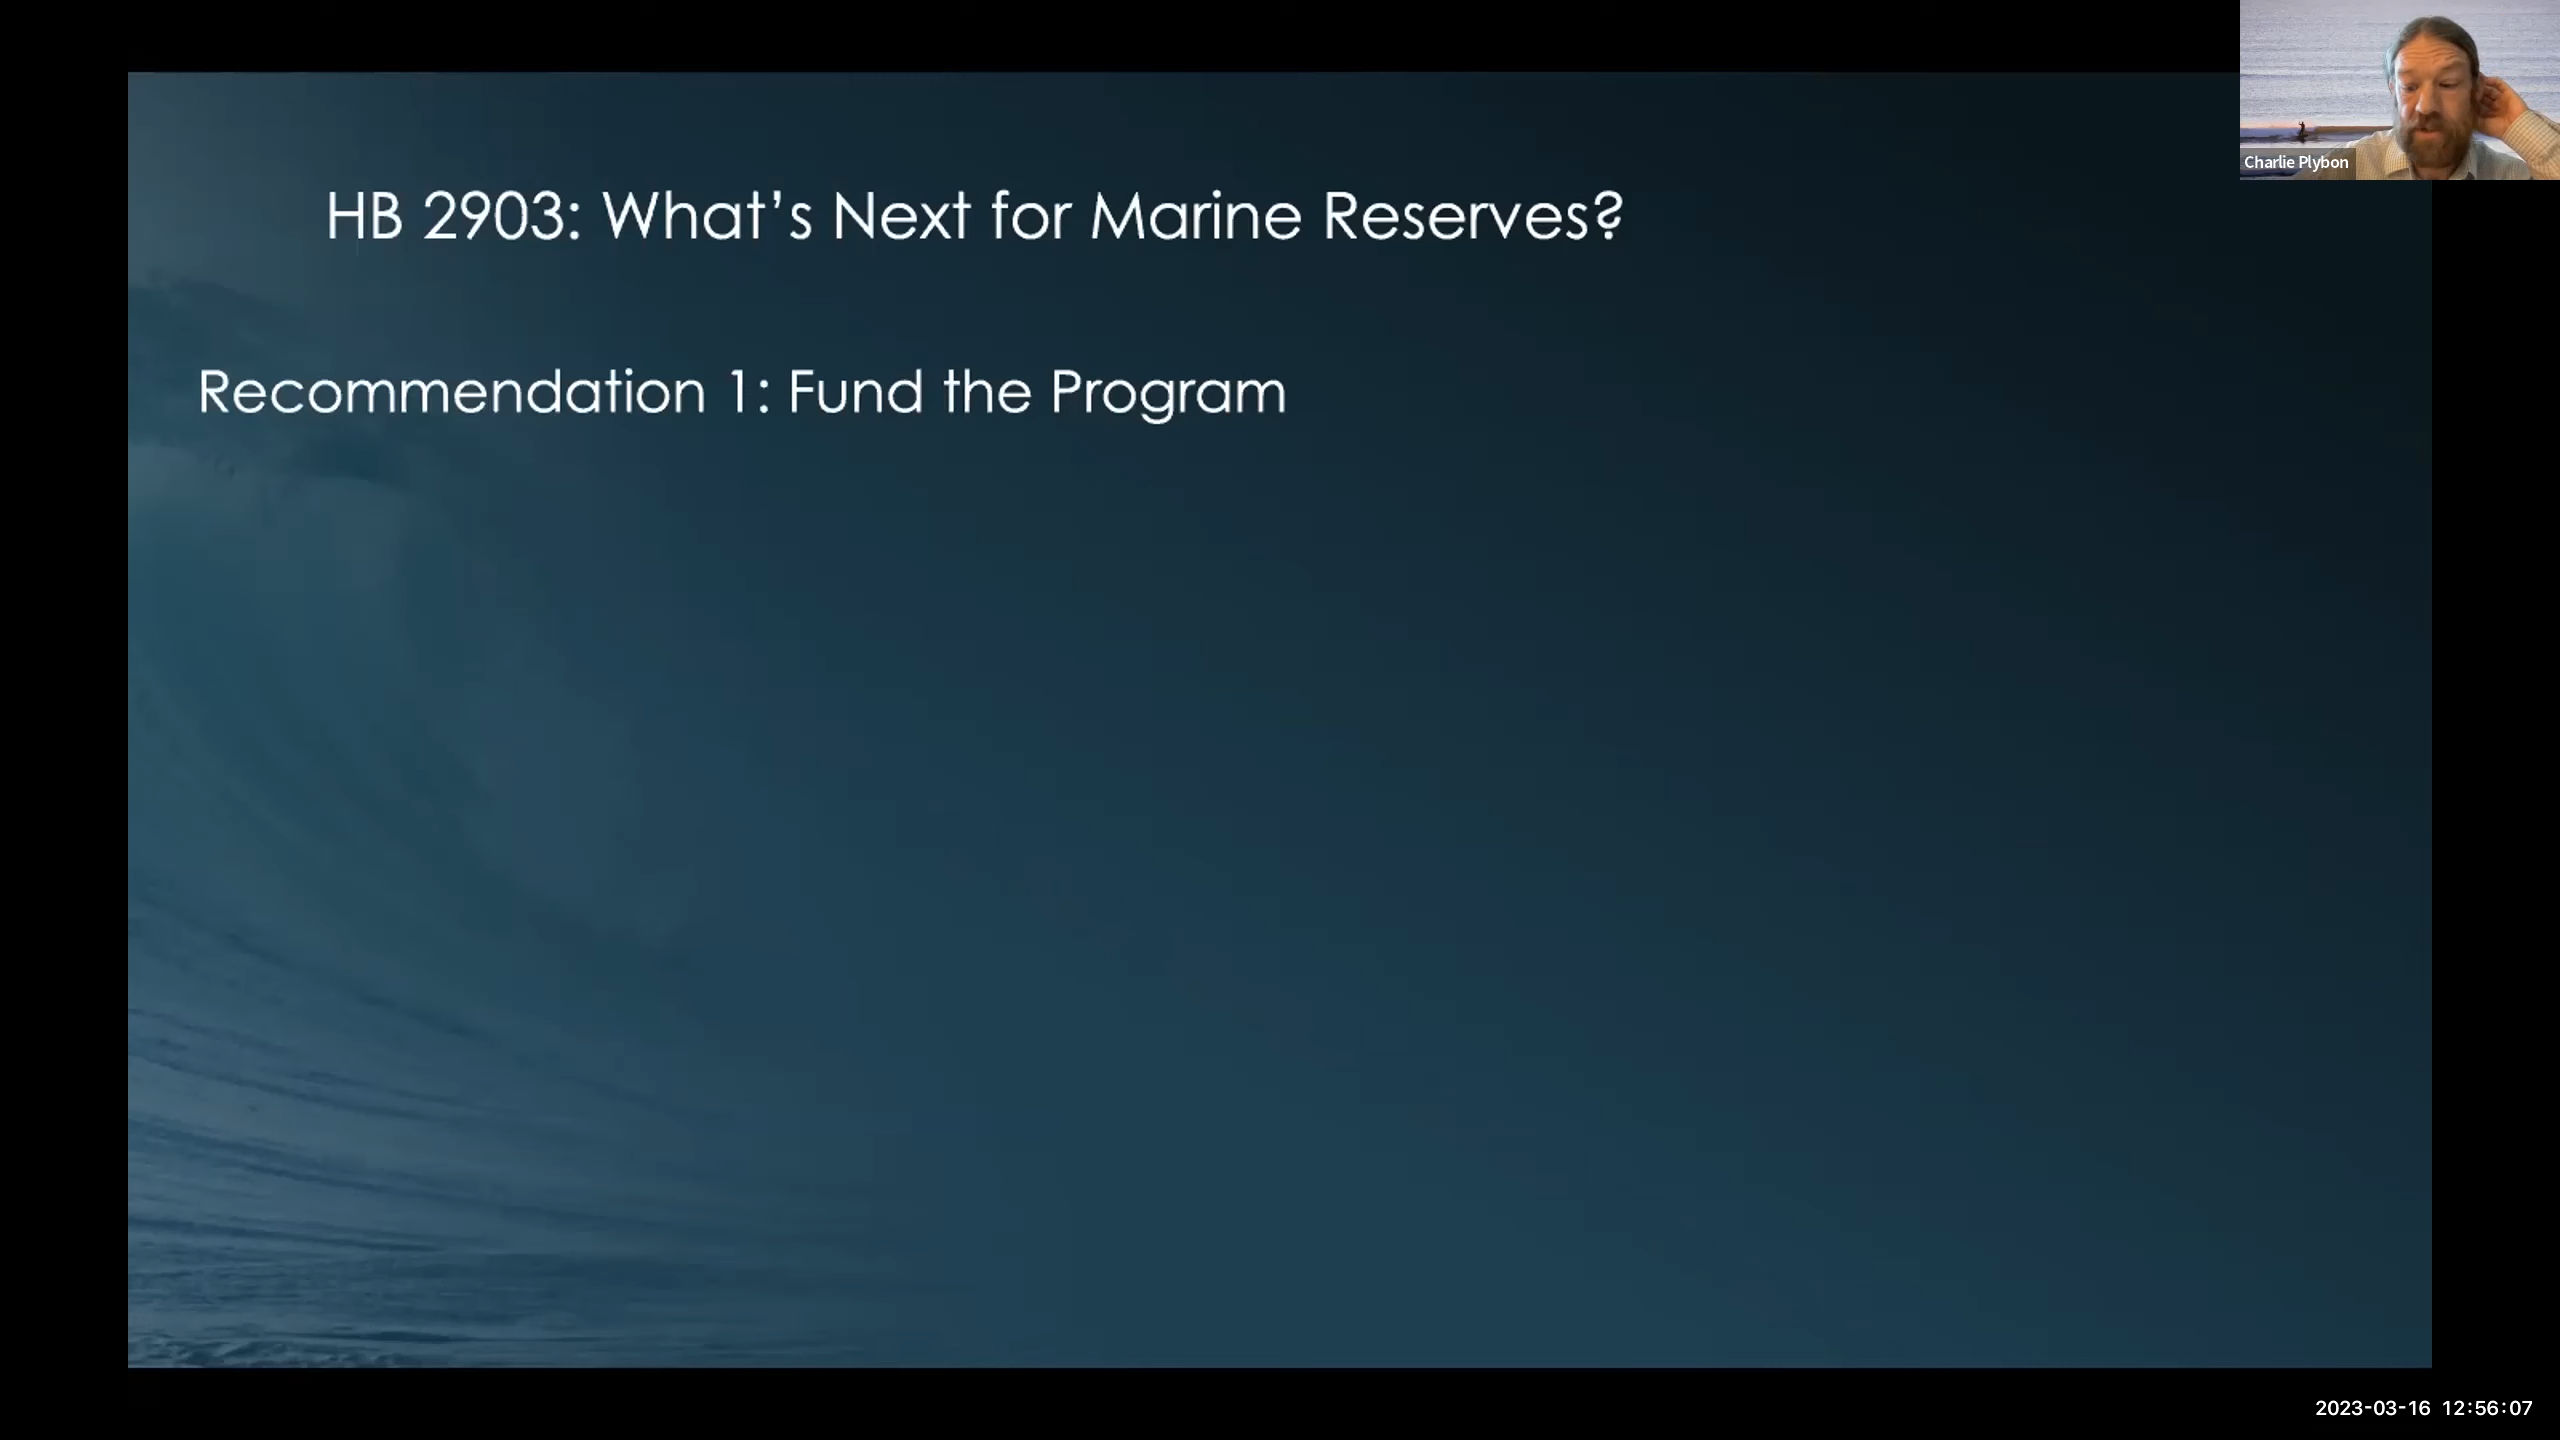 HB 2903: What’s Next for Marine Reserves?
Recommendation 1: Fund the Program
Charlie Plybon
2023-03-16 12:56:07